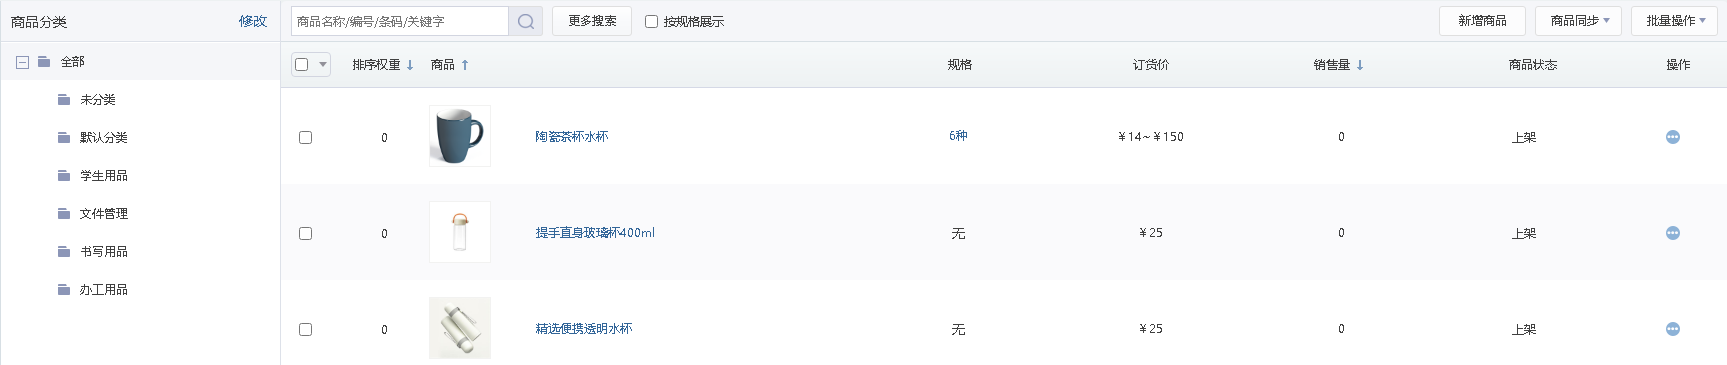 商品分类 修改
商品名称/编号/条码/关键字 更多搜索 按规格展示 新增商品 商品同步 批量操作
全部
排序权重 商品 规格 订货价 销售量 商品状态 操作
未分类
默认分类
学生用品
文件管理
书写用品
办工用品
0 陶瓷茶杯水杯 6种 ¥14~¥150 0 上架
0 提手直身玻璃杯400ml 无 ¥25 0 上架
0 精选便携透明水杯 无 ¥25 0 上架